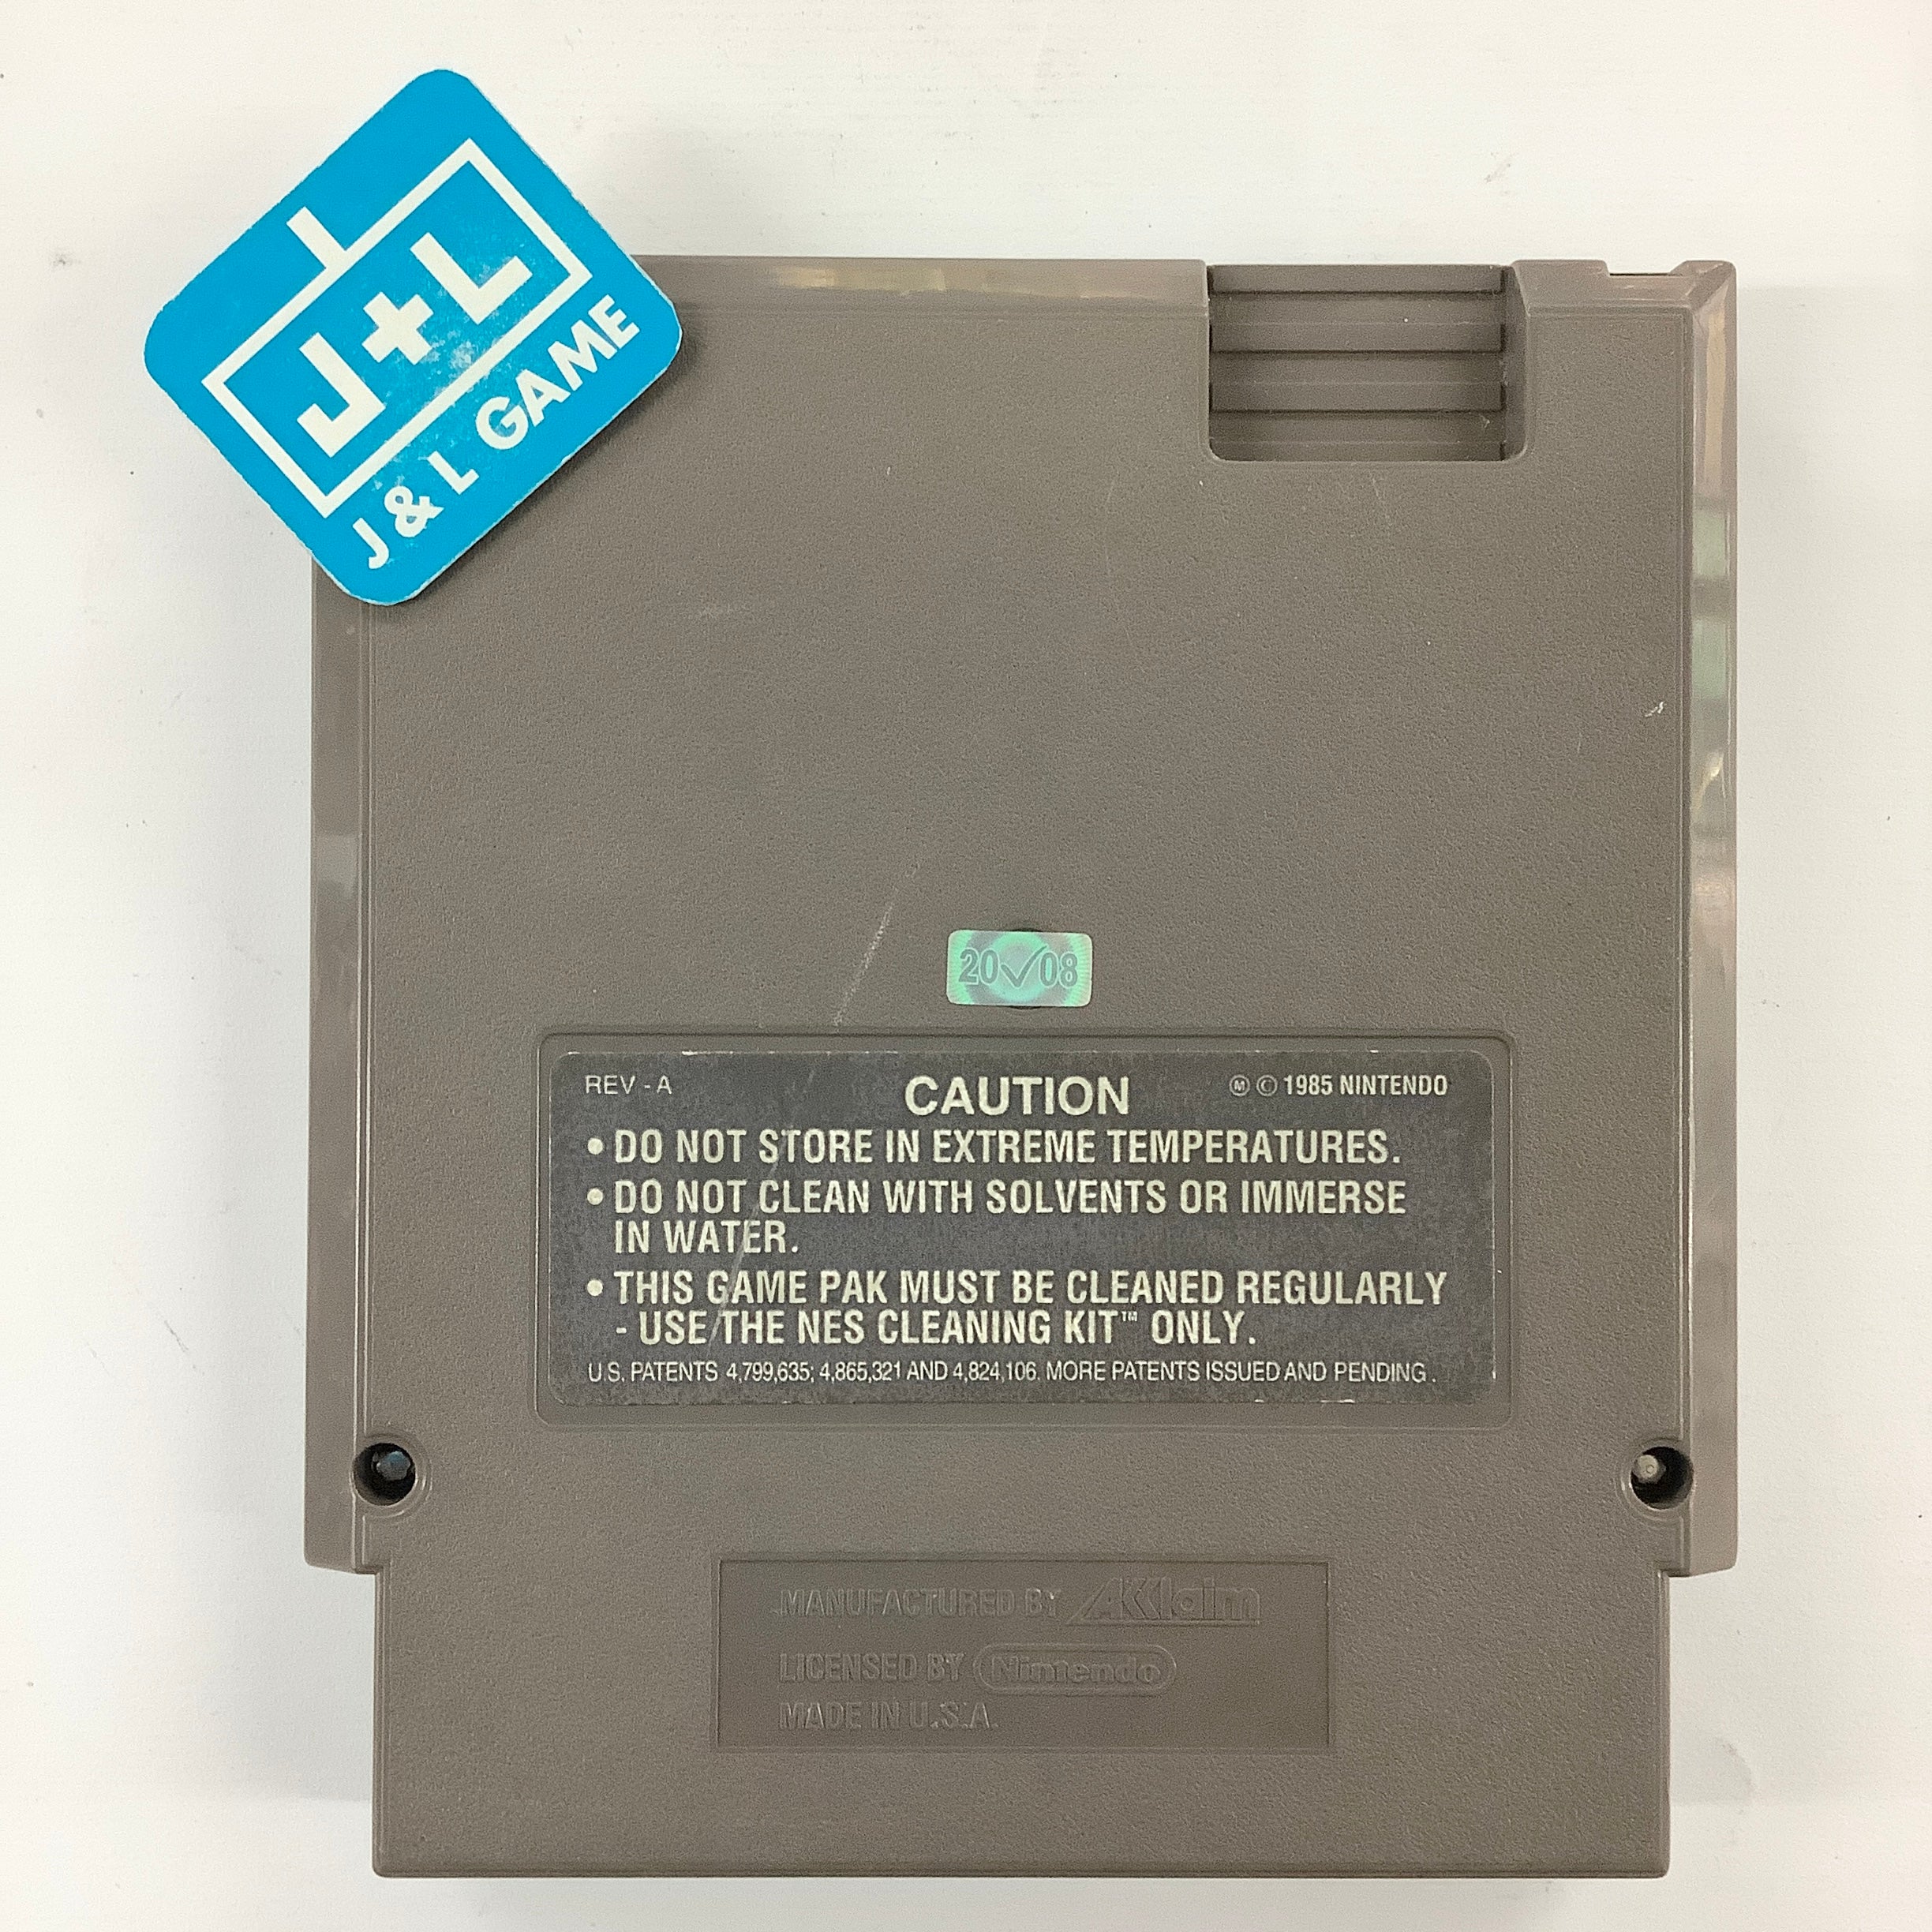 J+L
J & L GAME
20✓08
REV - A
CAUTION
Ⓜ © 1985 NINTENDO
• DO NOT STORE IN EXTREME TEMPERATURES.
• DO NOT CLEAN WITH SOLVENTS OR IMMERSE
IN WATER.
• THIS GAME PAK MUST BE CLEANED REGULARLY
- USE THE NES CLEANING KIT™ ONLY.
U.S. PATENTS 4,799,635; 4,865,321 AND 4,824,106. MORE PATENTS ISSUED AND PENDING.
MANUFACTURED BY AKKlaim
LICENSED BY Nintendo
MADE IN U.S.A.